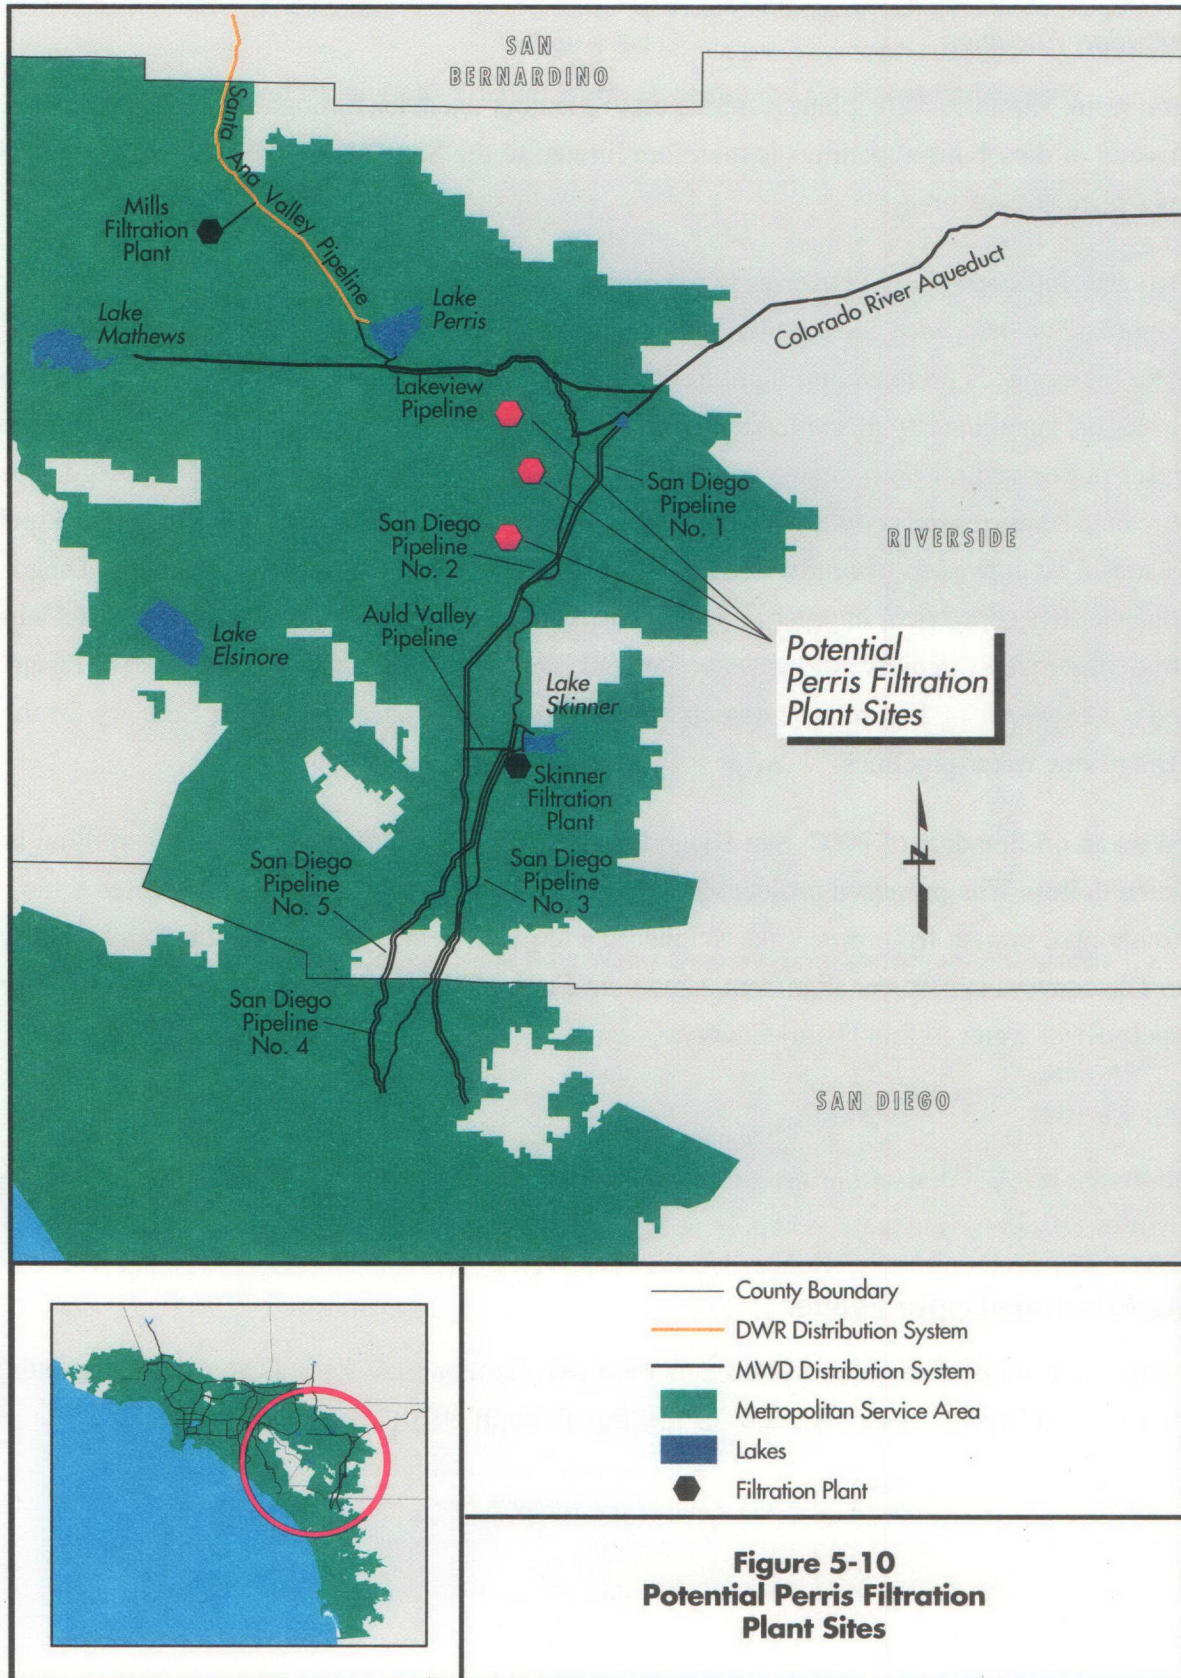 SAN
BERNARDINO
Santa Ana Valley Pipeline
Mills
Filtration
Plant
Lake
Perris
Lake
Mathews
Colorado River Aqueduct
Lakeview
Pipeline
San Diego
Pipeline
No. 1
San Diego
Pipeline
No. 2
RIVERSIDE
Auld Valley
Pipeline
Lake
Elsinore
Potential
Perris Filtration
Plant Sites
Lake
Skinner
Skinner
Filtration
Plant
N
San Diego
Pipeline
No. 5
San Diego
Pipeline
No. 3
San Diego
Pipeline
No. 4
SAN DIEGO
County Boundary
DWR Distribution System
MWD Distribution System
Metropolitan Service Area
Lakes
Filtration Plant
Figure 5-10
Potential Perris Filtration
Plant Sites